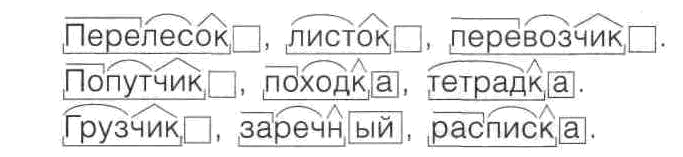 Перелесок, листок, перевозчик.
Попутчик, походка, тетрадка.
Грузчик, заречный, расписка.